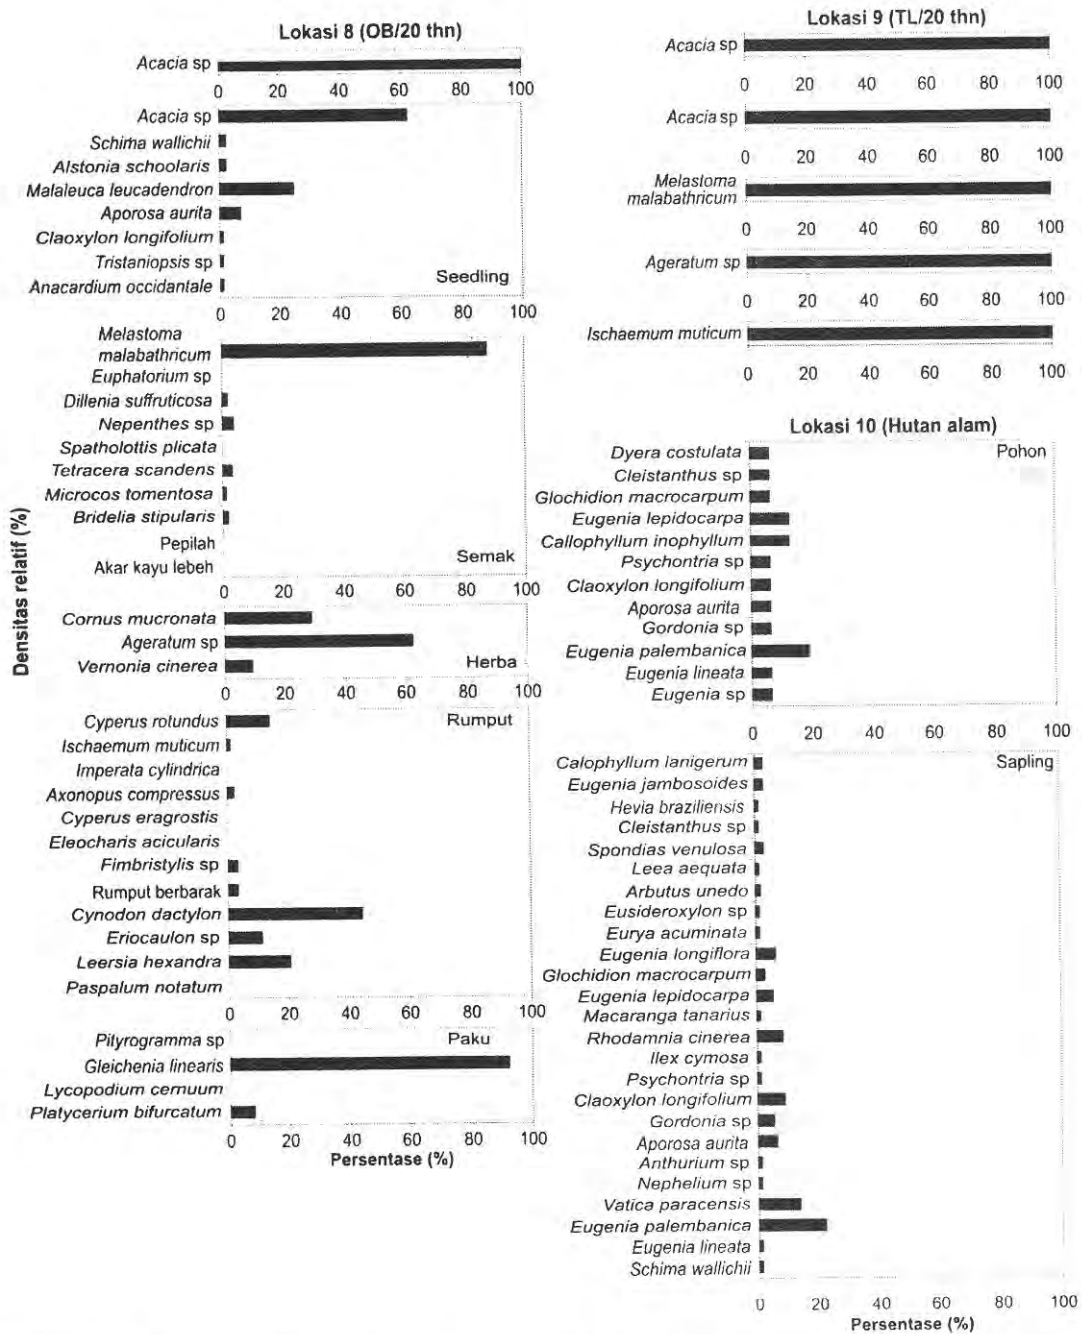 Lokasi 8 (OB/20 thn)
Acacia sp
0 20 40 60 80 100
Acacia sp
Schima wallichii
Alstonia schoolaris
Malaleuca leucadendron
Aporosa aurita
Claoxylon longifolium
Tristaniopsis sp
Anacardium occidantale
Seedling
0 20 40 60 80 100
Melastoma
malabathricum
Euphatorium sp
Dillenia suffruticosa
Nepenthes sp
Spatholottis plicata
Tetracera scandens
Microcos tomentosa
Bridelia stipularis
Pepilah
Akar kayu lebeh
Semak
0 20 40 60 80 100
Cornus mucronata
Ageratum sp
Vernonia cinerea
Herba
0 20 40 60 80 100
Cyperus rotundus
Rumput
Ischaemum muticum
Imperata cylindrica
Axonopus compressus
Cyperus eragrostis
Eleocharis acicularis
Fimbristylis sp
Rumput berbarak
Cynodon dactylon
Eriocaulon sp
Leersia hexandra
Paspalum notatum
0 20 40 60 80 100
Pilyrogramma sp
Paku
Gleichenia linearis
Lycopodium cernuum
Platycerium bifurcatum
0 20 40 60 80 100
Persentase (%)
Densitas relatif (%)
Lokasi 9 (TL/20 thn)
Acacia sp
0 20 40 60 80 100
Acacia sp
0 20 40 60 80 100
Melastoma
malabathricum
0 20 40 60 80 100
Ageratum sp
0 20 40 60 80 100
Ischaemum muticum
0 20 40 60 80 100
Lokasi 10 (Hutan alam)
Dyera costulata
Pohon
Cleistanthus sp
Glochidion macrocarpum
Eugenia lepidocarpa
Callophyllum inophyllum
Psychontria sp
Claoxylon longifolium
Aporosa aurita
Gordonia sp
Eugenia palembanica
Eugenia lineata
Eugenia sp
0 20 40 60 80 100
Calophyllum lanigerum
Sapling
Eugenia jambosoides
Hevia braziliensis
Cleistanthus sp
Spondias venulosa
Leea aequata
Arbutus unedo
Eusideroxylon sp
Eurya acuminata
Eugenia longiflora
Glochidion macrocarpum
Eugenia lepidocarpa
Macaranga tanarius
Rhodamnia cinerea
Ilex cymosa
Psychontria sp
Claoxylon longifolium
Gordonia sp
Aporosa aurita
Anthurium sp
Nephelium sp
Vatica paracensis
Eugenia palembanica
Eugenia lineata
Schima wallichii
0 20 40 60 80 100
Persentase (%)